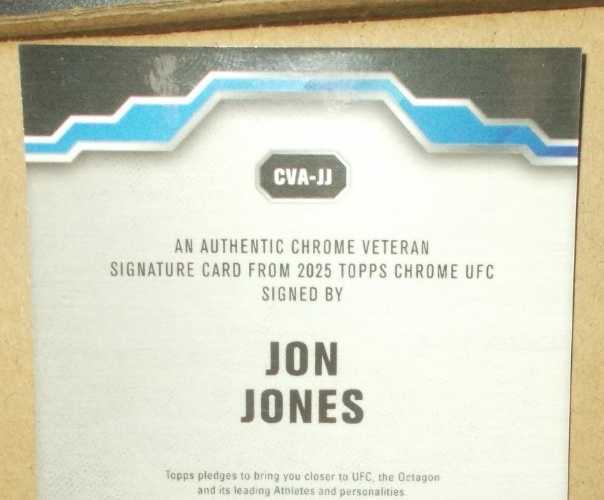 CVA-JJ
AN AUTHENTIC CHROME VETERAN
SIGNATURE CARD FROM 2025 TOPPS CHROME UFC
SIGNED BY
JON
JONES
Topps pledges to bring you closer to UFC, the Octagon
and its leading Athletes and personalities.